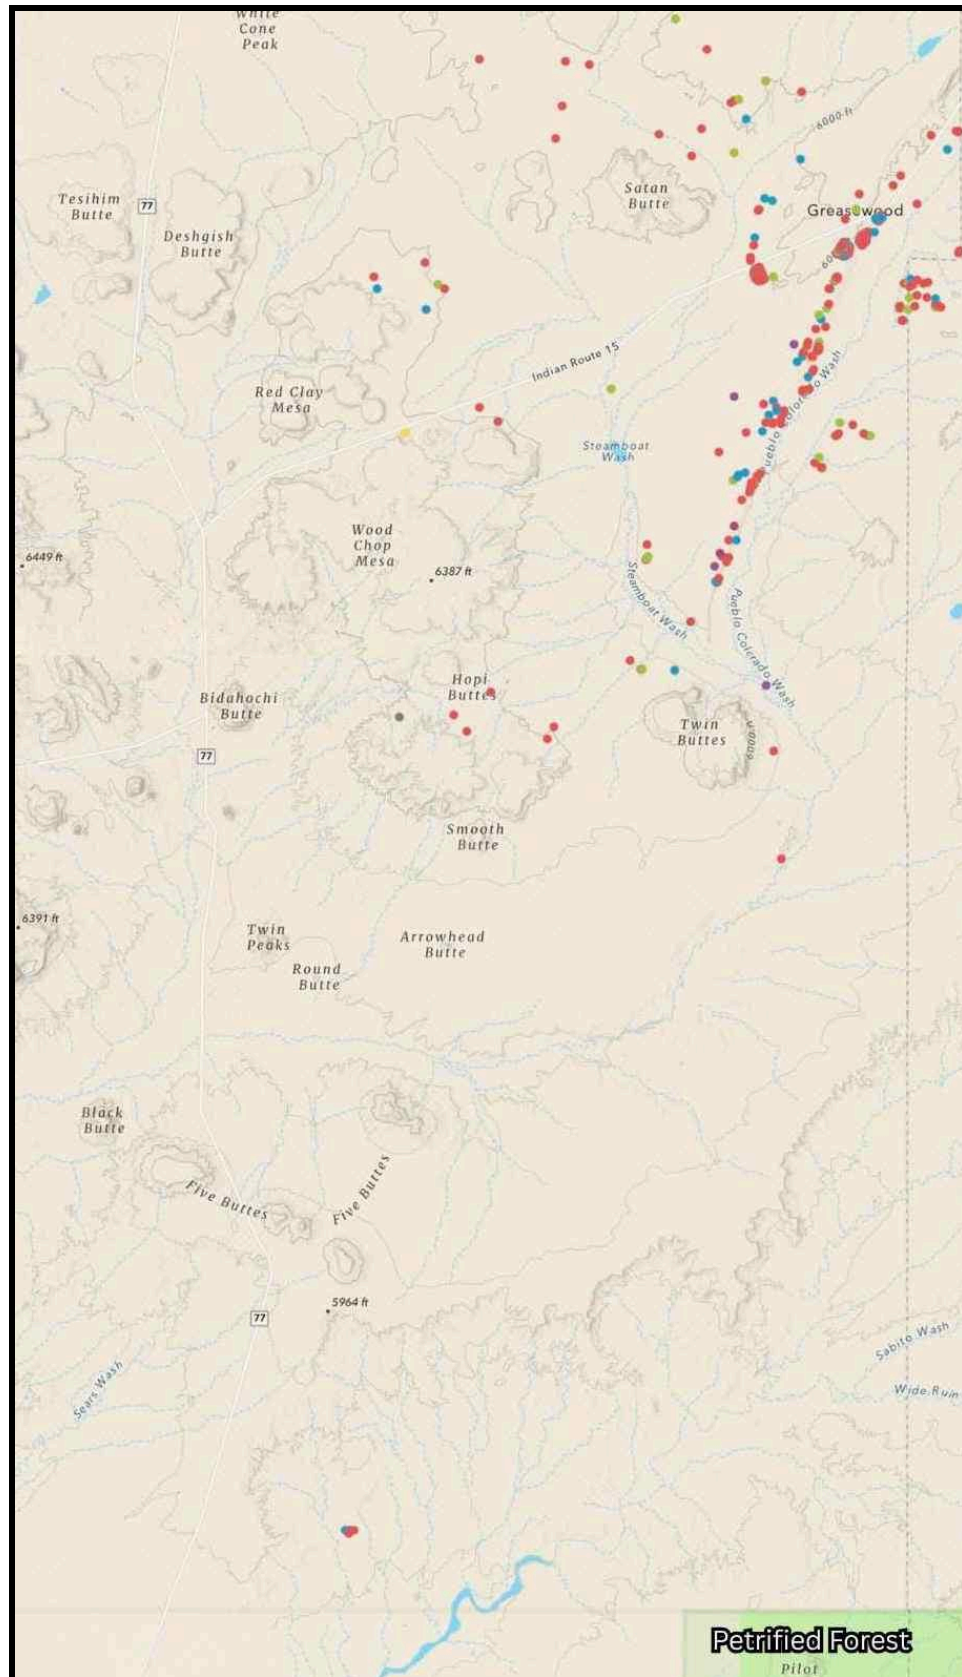 White
Cone
Peak
6000 ft
Tesihim
Butte
77
Deshgish
Butte
Satan
Butte
Greasewood
Indian Route 15
Red Clay
Mesa
Steamboat
Wash
Pueblo Colorado Wash
Wood
Chop
Mesa
6449 ft
6387 ft
Steamboat Wash
Pueblo Colorado Wash
Hopi
Buttes
Bidahochi
Butte
Twin
Buttes
77
Smooth
Butte
6391 ft
Twin
Peaks
Arrowhead
Butte
Round
Butte
Black
Butte
Five Buttes
Five Buttes
5964 ft
77
Sabito Wash
Sears Wash
Wide Ruin
Petrified Forest
Pilot